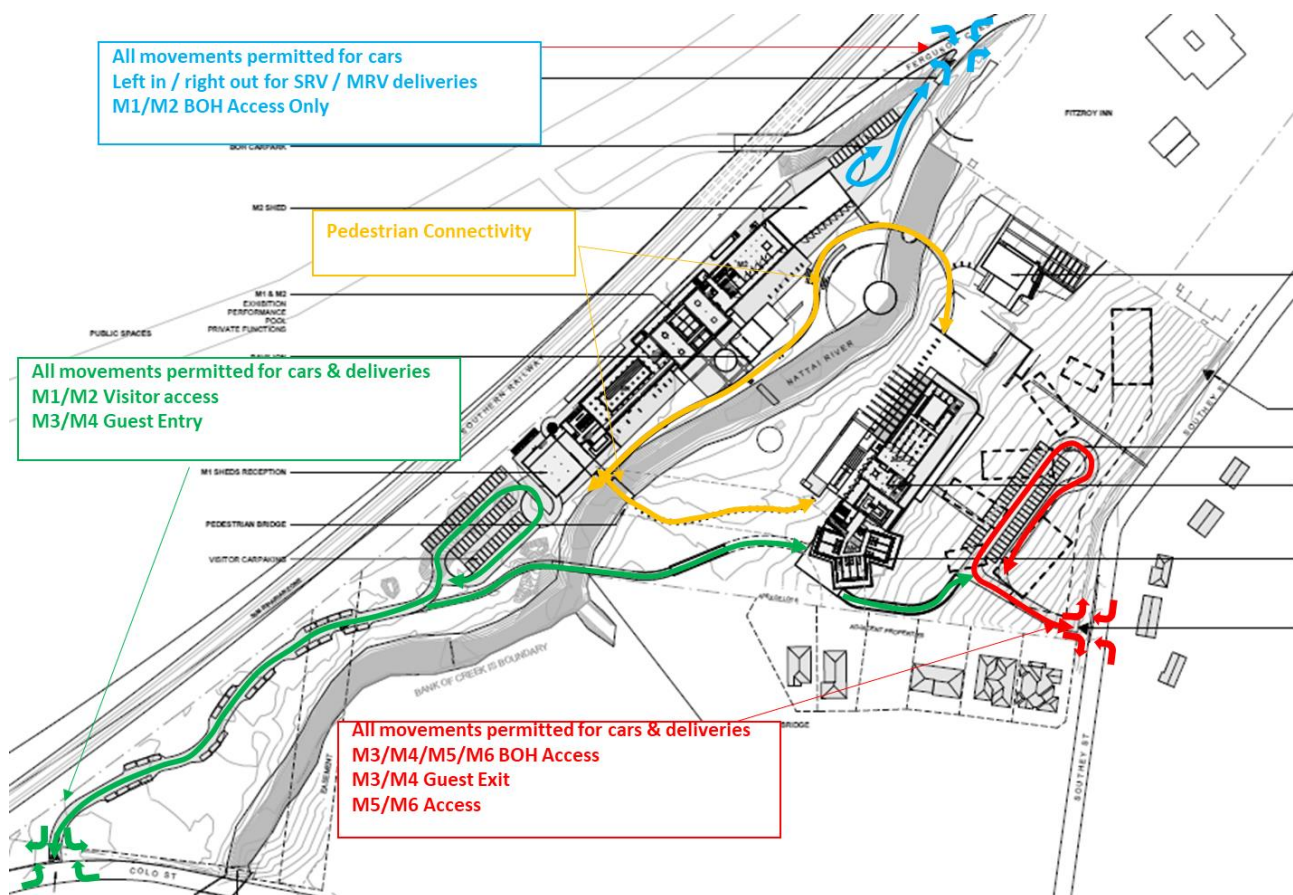 All movements permitted for cars
Left in / right out for SRV / MRV deliveries
M1/M2 BOH Access Only
FITZROY INN
BOH CARPARK
M2 SHED
Pedestrian Connectivity
M1 & M2
EXHIBITION
PERFORMANCE
POOL
PRIVATE FUNCTIONS
PUBLIC SPACES
NATTAI RIVER
SOUTHERN RAILWAY
SOUTHEY S
All movements permitted for cars & deliveries
M1/M2 Visitor access
M3/M4 Guest Entry
M1 SHEDS RECEPTION
PEDESTRIAN BRIDGE
VISITOR CARPAKING
ADJACENT PROPERTIES
BANK OF CREEK IS BOUNDARY
EASEMENT
BRIDGE
All movements permitted for cars & deliveries
M3/M4/M5/M6 BOH Access
M3/M4 Guest Exit
M5/M6 Access
SOUTHEY ST
COLO ST